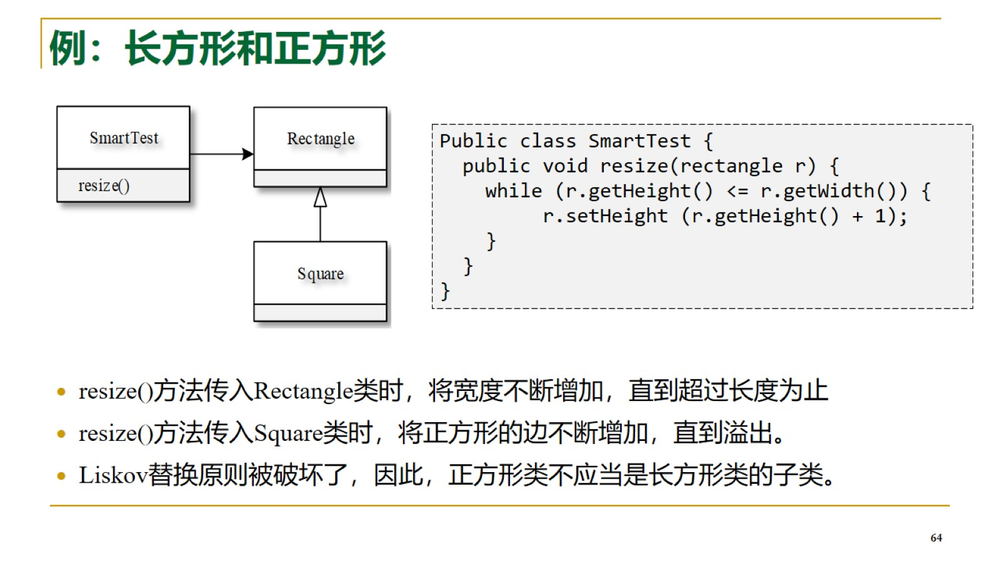 例：长方形和正方形
SmartTest
resize()
Rectangle
Square
Public class SmartTest {
  public void resize(rectangle r) {
    while (r.getHeight() <= r.getWidth()) {
         r.setHeight (r.getHeight() + 1);
    }
  }
}
resize()方法传入Rectangle类时，将宽度不断增加，直到超过长度为止
resize()方法传入Square类时，将正方形的边不断增加，直到溢出。
Liskov替换原则被破坏了，因此，正方形类不应当是长方形类的子类。
64